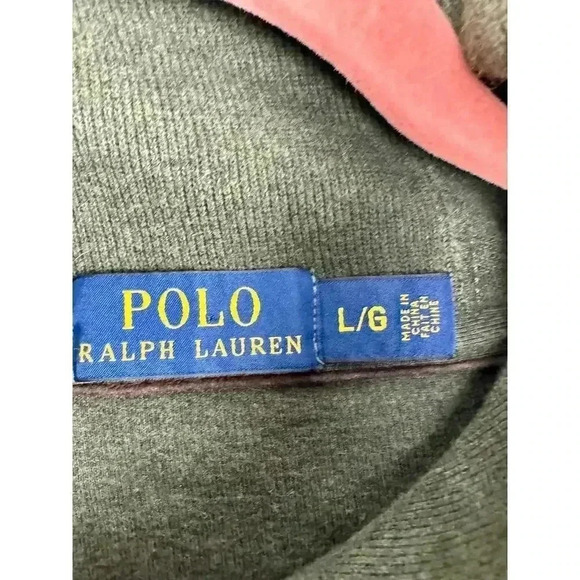 POLO
RALPH LAUREN
L/G
MADE IN
CHINA
FAIT EN
CHINE